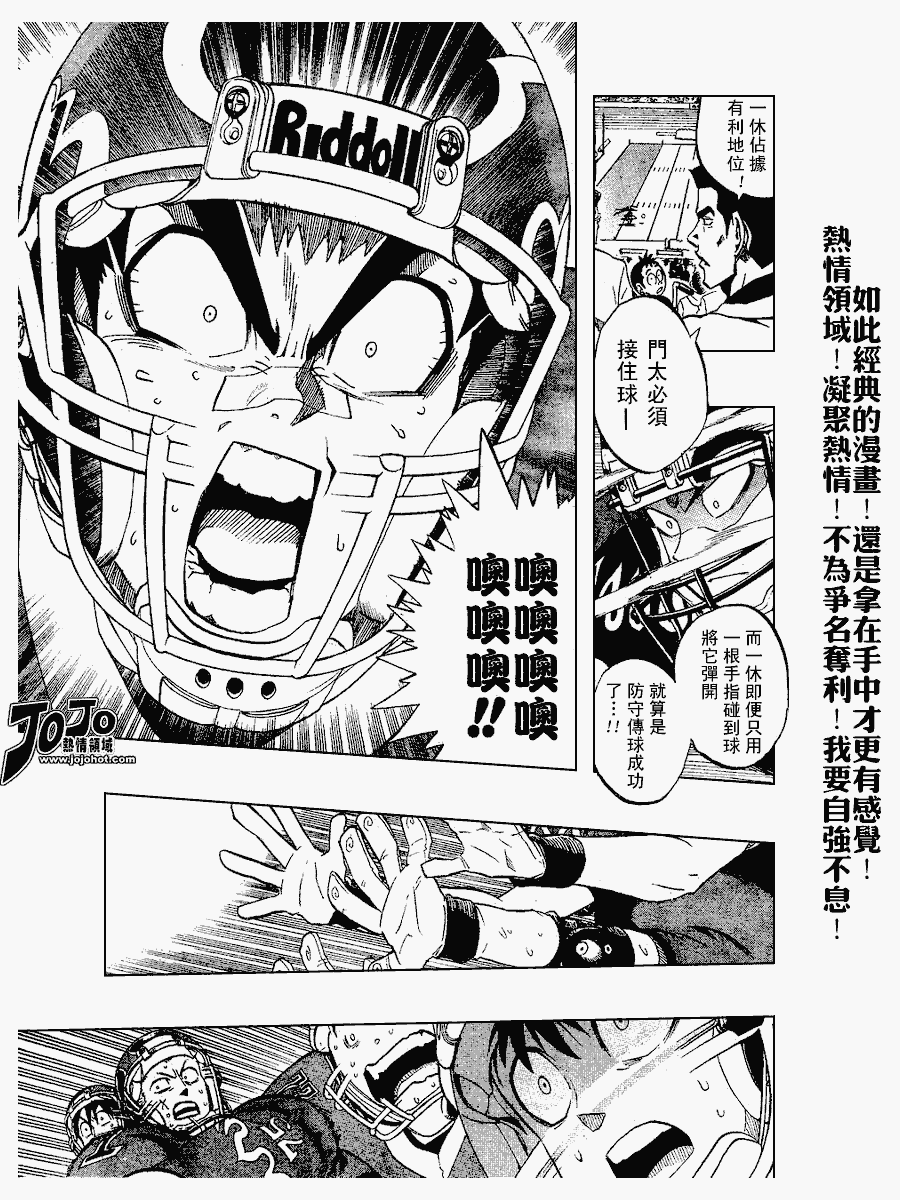 一休佔據
有利地位！
門太必須
接住球ー
而一休即便只用
一根手指碰到球
將它彈開
就算是
防守傳球成功
了…!!
Riddoll
噢噢噢噢
噢噢噢!!
JOJO
熱情領域
www.jojohot.com
如此經典的漫畫！還是拿在手中才更有感覺！
熱情領域！凝聚熱情！不為爭名奪利！我要自強不息！